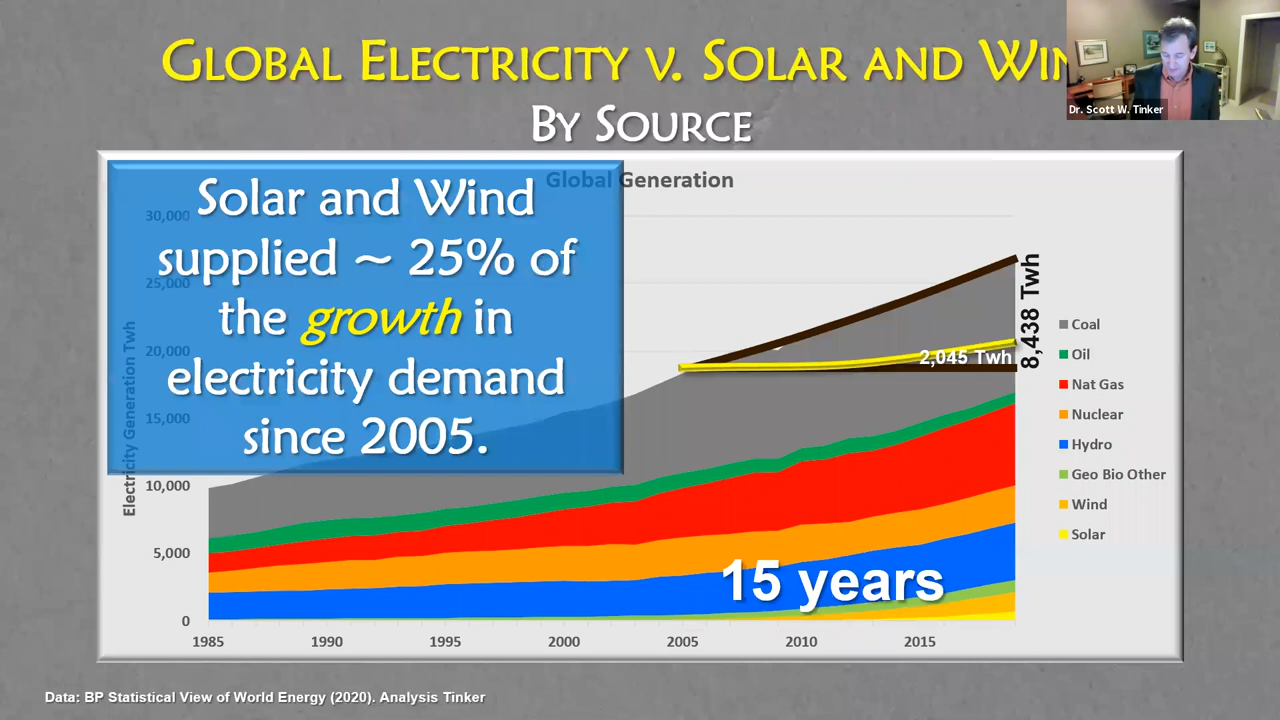 GLOBAL ELECTRICITY V. SOLAR AND WIN
Dr. Scott W. Tinker
BY SOURCE
Global Generation
Solar and Wind
supplied ~ 25% of
the growth in
electricity demand
since 2005.
Electricity Generation Twh
30,000
25,000
20,000
15,000
10,000
5,000
0
1985
1990
1995
2000
2005
2010
2015
2,045 Twh
8,438 Twh
15 years
Coal
Oil
Nat Gas
Nuclear
Hydro
Geo Bio Other
Wind
Solar
Data: BP Statistical View of World Energy (2020). Analysis Tinker